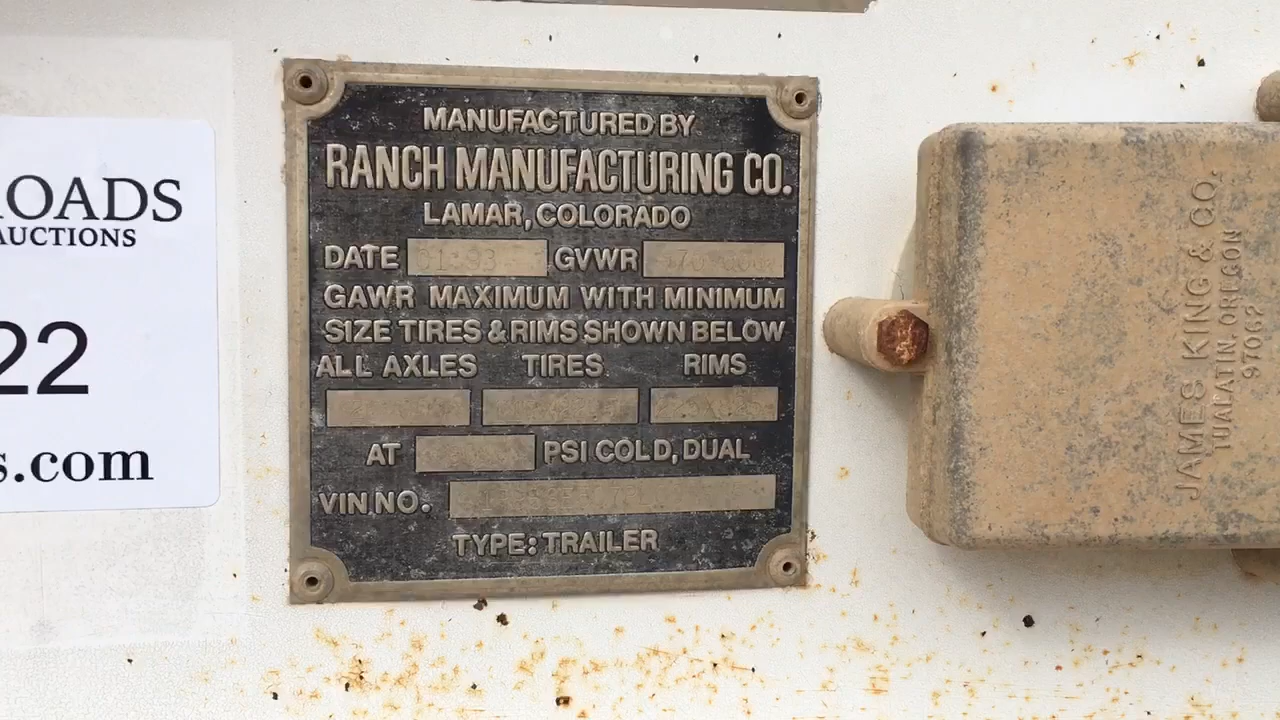 OADS
AUCTIONS
22
s.com
MANUFACTURED BY
RANCH MANUFACTURING CO.
LAMAR, COLORADO
DATE GVWR
GAWR MAXIMUM WITH MINIMUM
SIZE TIRES & RIMS SHOWN BELOW
ALL AXLES TIRES RIMS
AT PSI COLD, DUAL
VIN NO.
TYPE: TRAILER
JAMES KING & CO.
TUALATIN, OREGON
97062